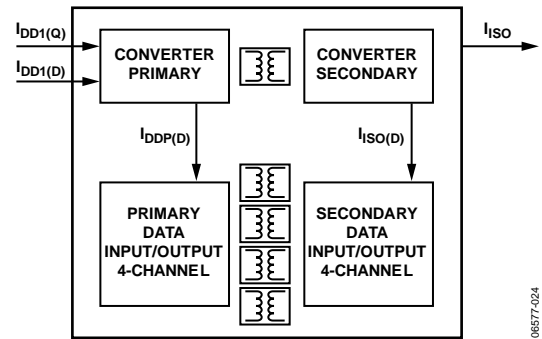 IDD1(Q)
IDD1(D)
CONVERTER
PRIMARY
CONVERTER
SECONDARY
IISO
IDDP(D)
IISO(D)
PRIMARY
DATA
INPUT/OUTPUT
4-CHANNEL
SECONDARY
DATA
INPUT/OUTPUT
4-CHANNEL
06577-024